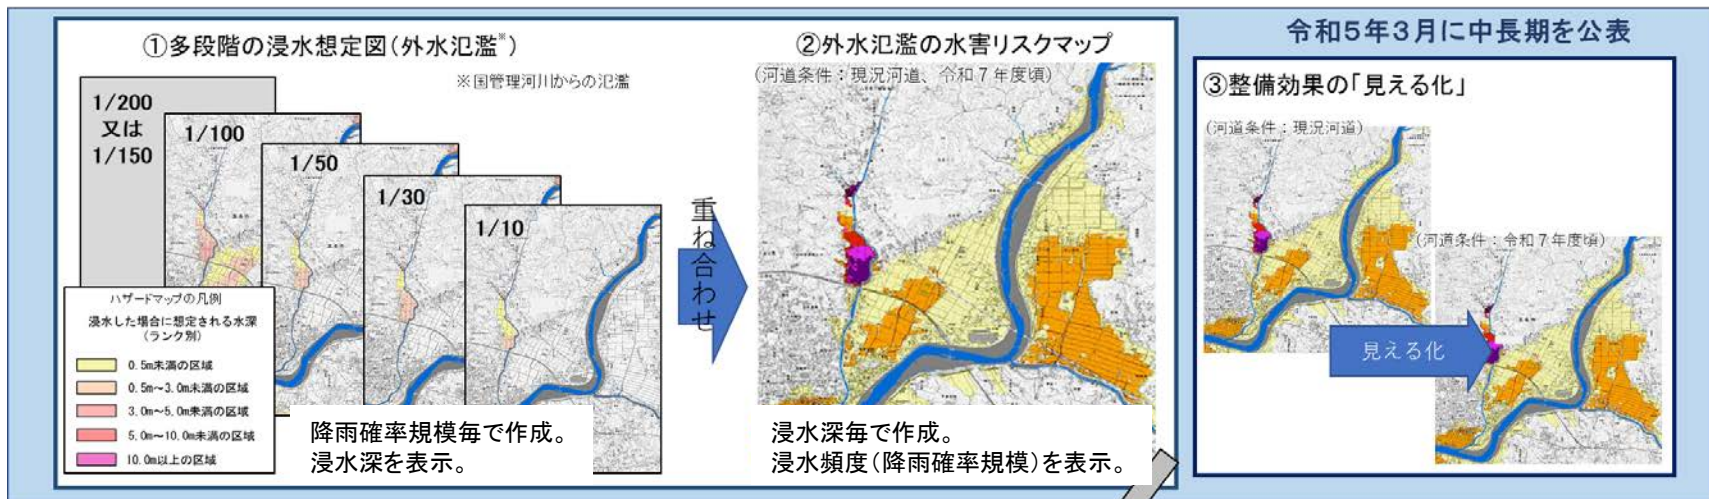 ①多段階の浸水想定図(外水氾濫※)
※国管理河川からの氾濫
1/200
又は
1/150
1/100
1/50
1/30
1/10
ハザードマップの凡例
浸水した場合に想定される水深
(ランク別)
0.5m未満の区域
0.5m~3.0m未満の区域
3.0m~5.0m未満の区域
5.0m~10.0m未満の区域
10.0m以上の区域
降雨確率規模毎で作成。
浸水深を表示。
重ね合わせ
②外水氾濫の水害リスクマップ
(河道条件:現況河道、令和7年度頃)
浸水深毎で作成。
浸水頻度(降雨確率規模)を表示。
令和5年3月に中長期を公表
③整備効果の「見える化」
(河道条件:現況河道)
(河道条件:令和7年度頃)
見える化